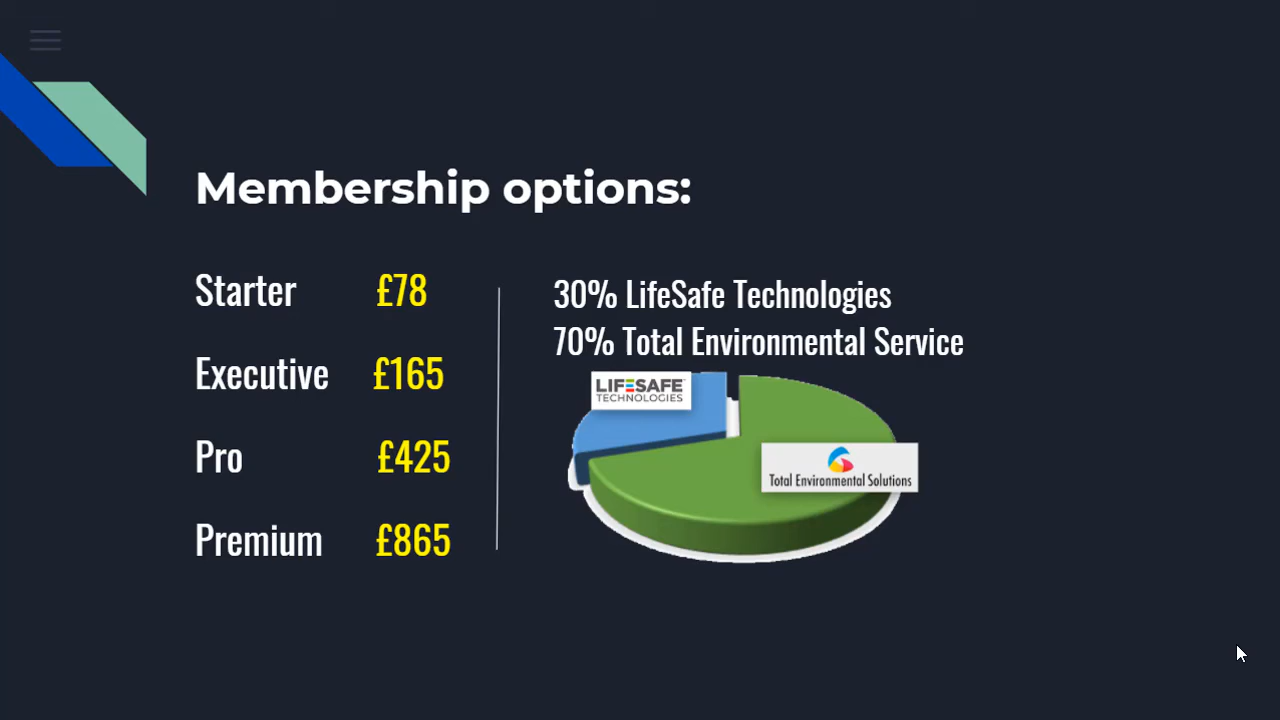 Membership options:
Starter £78
Executive £165
Pro £425
Premium £865
30% LifeSafe Technologies
70% Total Environmental Service
LIFESAFE
TECHNOLOGIES
Total Environmental Solutions